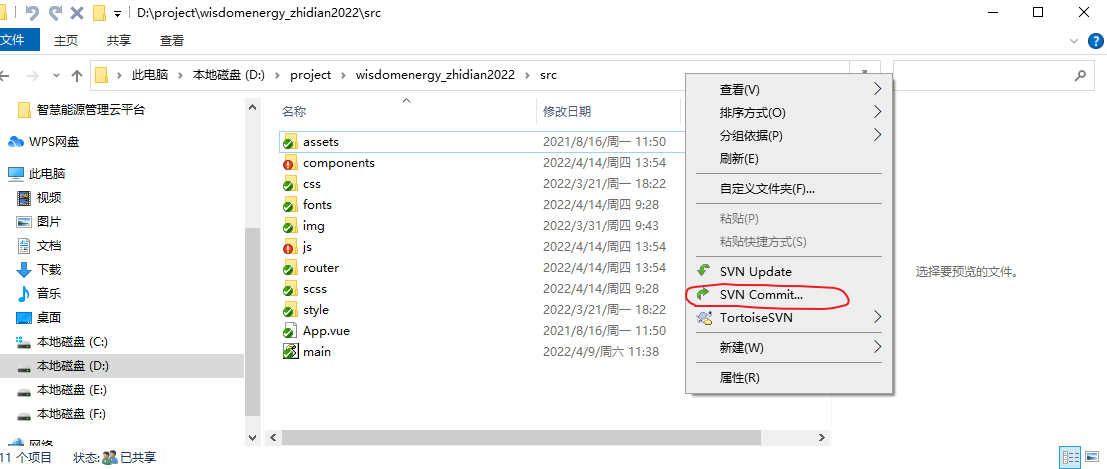 D:\project\wisdomenergy_zhidian2022\src
文件 主页 共享 查看
此电脑 本地磁盘 (D:) project wisdomenergy_zhidian2022 src
智慧能源管理云平台
WPS网盘
此电脑
视频
图片
文档
下载
音乐
桌面
本地磁盘 (C:)
本地磁盘 (D:)
本地磁盘 (E:)
本地磁盘 (F:)
网络
名称 修改日期
assets 2021/8/16/周一 11:50
components 2022/4/14/周四 13:54
css 2022/3/21/周一 18:22
fonts 2022/4/14/周四 9:28
img 2022/3/31/周四 9:43
js 2022/4/14/周四 13:54
router 2022/4/14/周四 13:54
scss 2022/4/14/周四 9:28
style 2022/3/21/周一 18:22
App.vue 2021/8/16/周一 11:50
main 2022/4/9/周六 11:38
查看(V)
排序方式(O)
分组依据(P)
刷新(E)
自定义文件夹(F)...
粘贴(P)
粘贴快捷方式(S)
SVN Update
SVN Commit...
TortoiseSVN
新建(W)
属性(R)
选择要预览的文件。
11 个项目 状态: 已共享